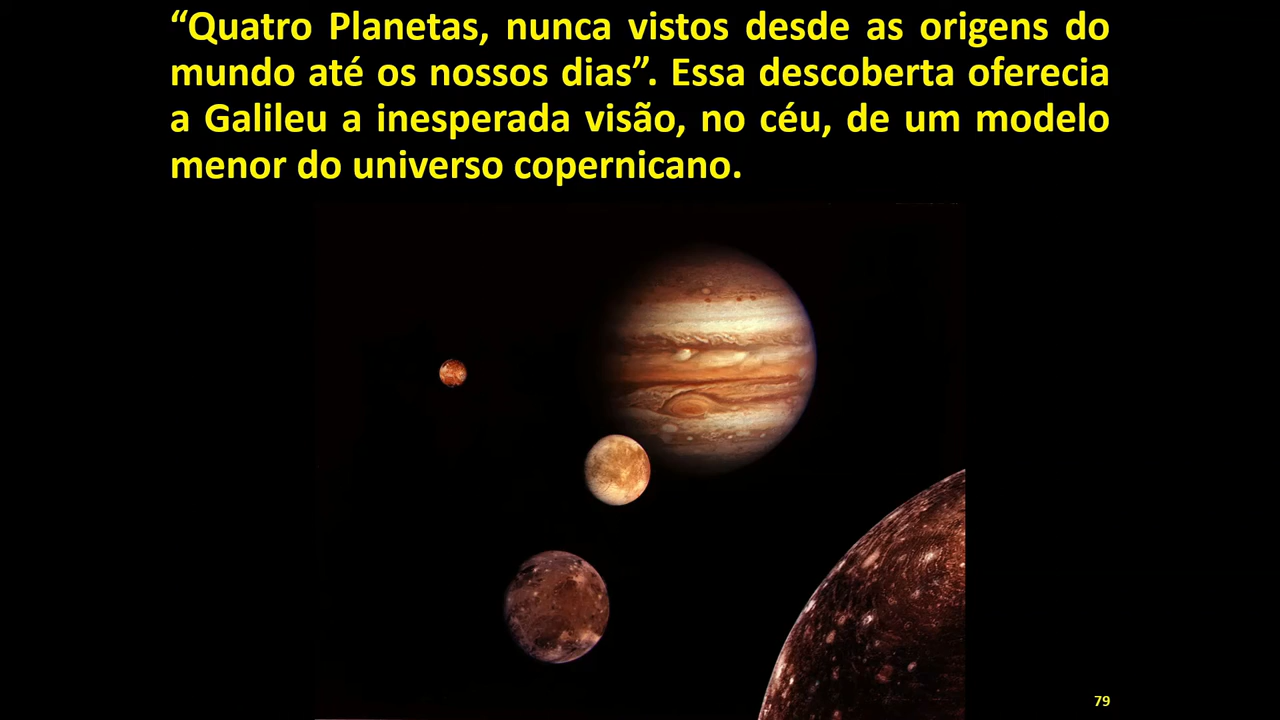 “Quatro Planetas, nunca vistos desde as origens do
mundo até os nossos dias”. Essa descoberta oferecia
a Galileu a inesperada visão, no céu, de um modelo
menor do universo copernicano.
79